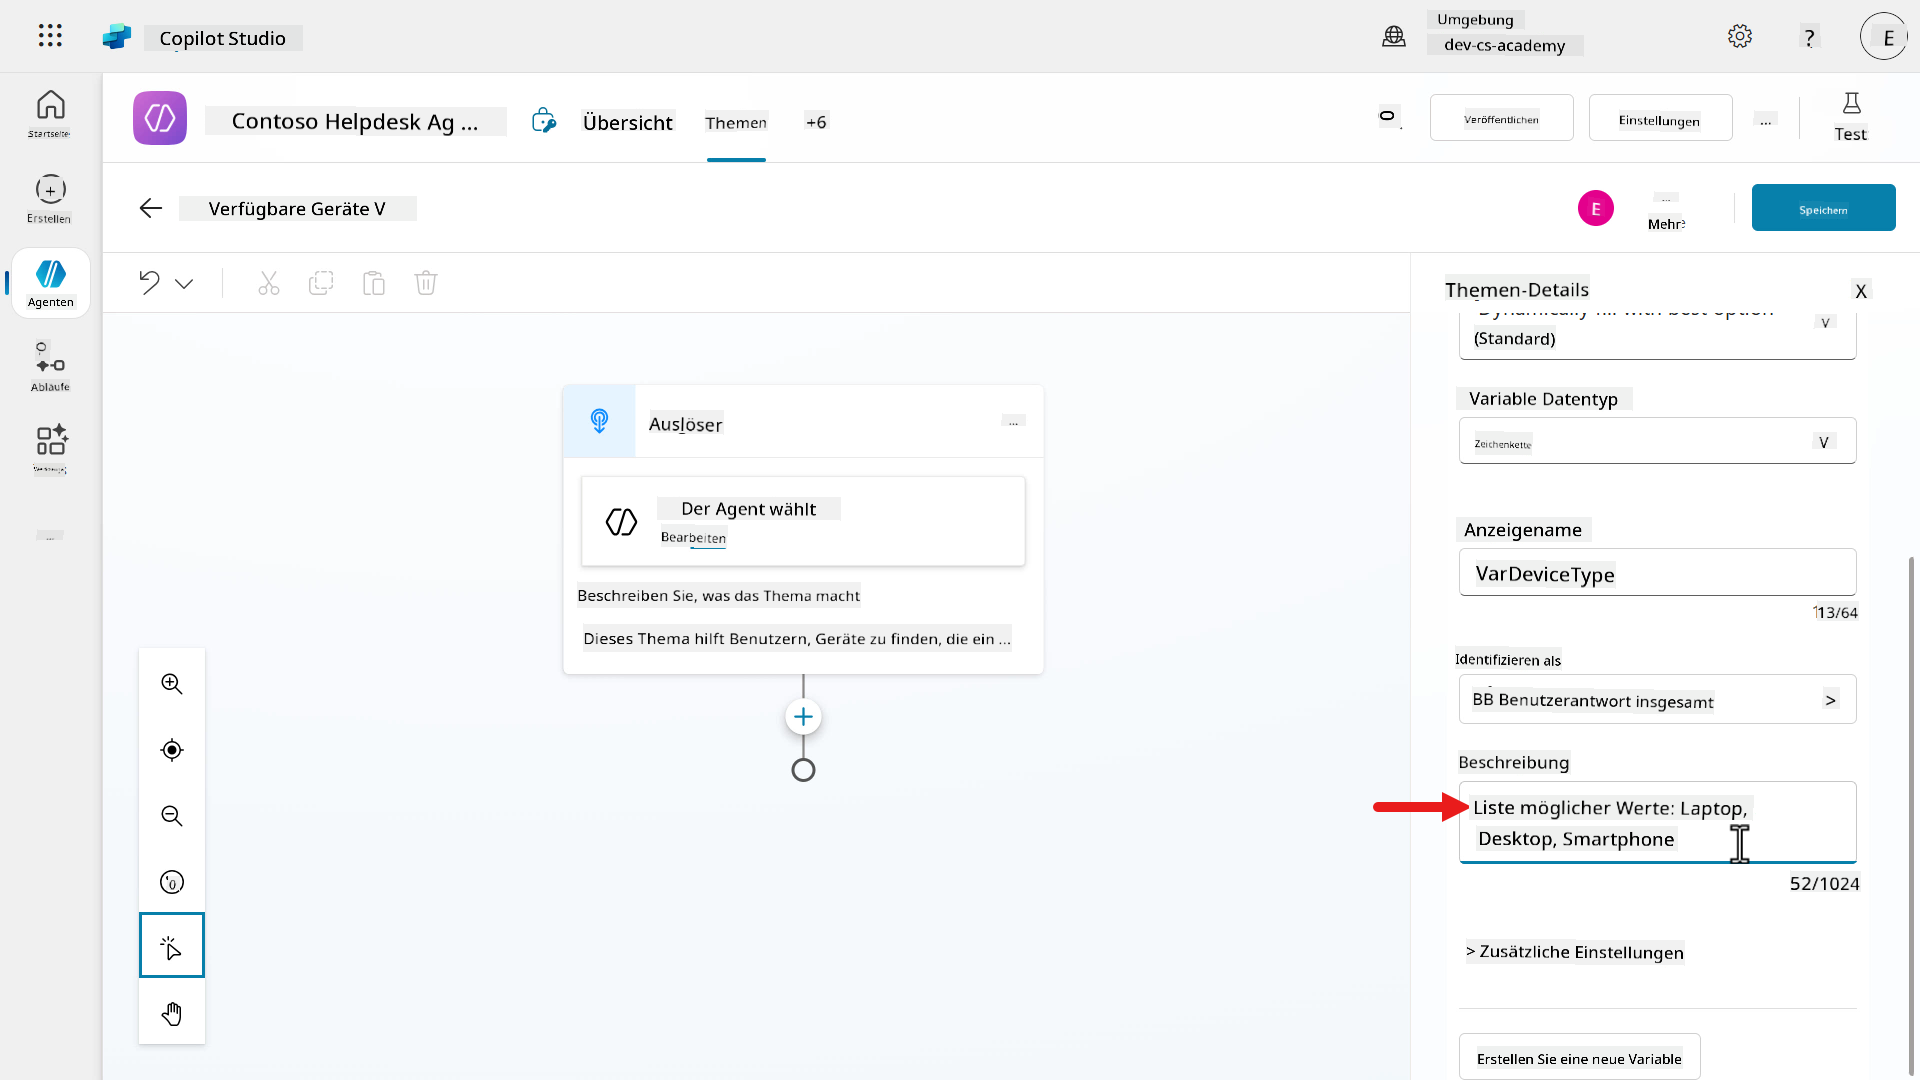 Copilot Studio
Umgebung
dev-cs-academy
?
E
Startseite
Erstellen
Agenten
Abläufe
...
Contoso Helpdesk Ag ...
Übersicht
Themen
+6
Veröffentlichen
Einstellungen
...
Test
Verfügbare Geräte V
E
...
Mehr
Speichern
Auslöser
...
Der Agent wählt
Bearbeiten
Beschreiben Sie, was das Thema macht
Dieses Thema hilft Benutzern, Geräte zu finden, die ein ...
Themen-Details
X
(Standard)
V
Variable Datentyp
Zeichenkette
V
Anzeigename
VarDeviceType
13/64
Identifizieren als
BB Benutzerantwort insgesamt
>
Beschreibung
Liste möglicher Werte: Laptop,
Desktop, Smartphone
52/1024
> Zusätzliche Einstellungen
Erstellen Sie eine neue Variable